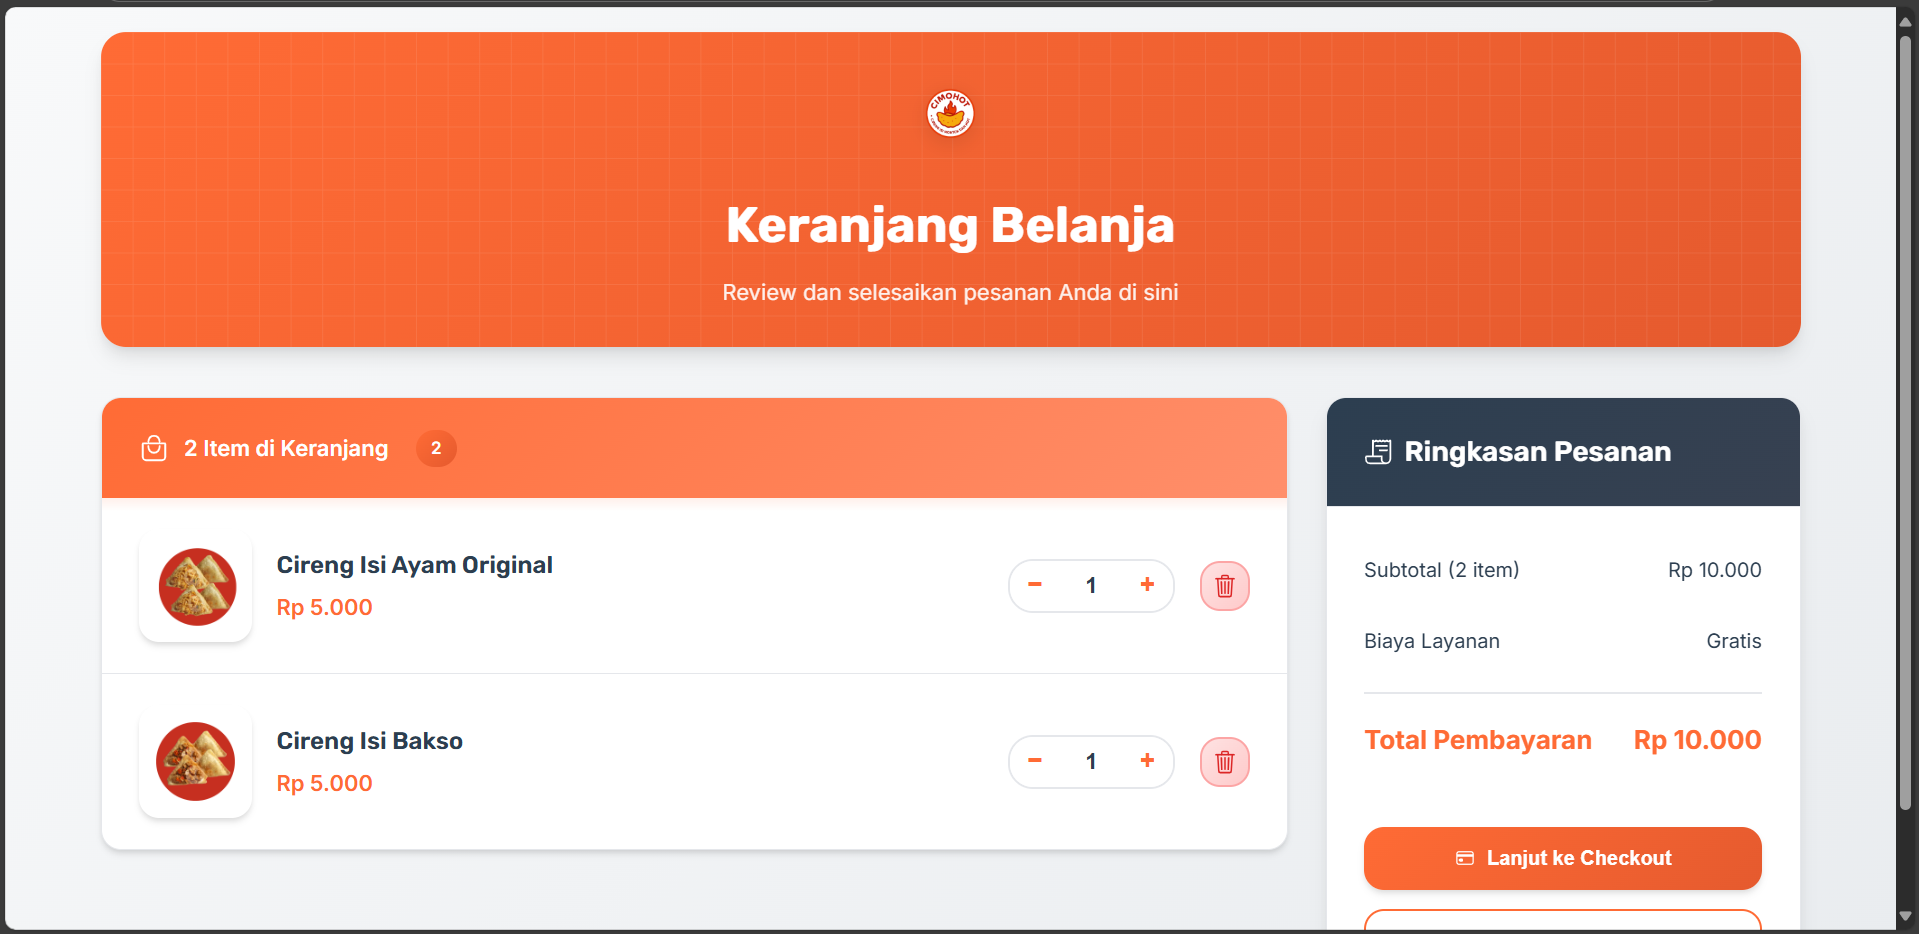 CIMOHOT
Keranjang Belanja
Review dan selesaikan pesanan Anda di sini
2 Item di Keranjang 2
Cireng Isi Ayam Original
Rp 5.000
− 1 +
Cireng Isi Bakso
Rp 5.000
− 1 +
Ringkasan Pesanan
Subtotal (2 item) Rp 10.000
Biaya Layanan Gratis
Total Pembayaran Rp 10.000
Lanjut ke Checkout